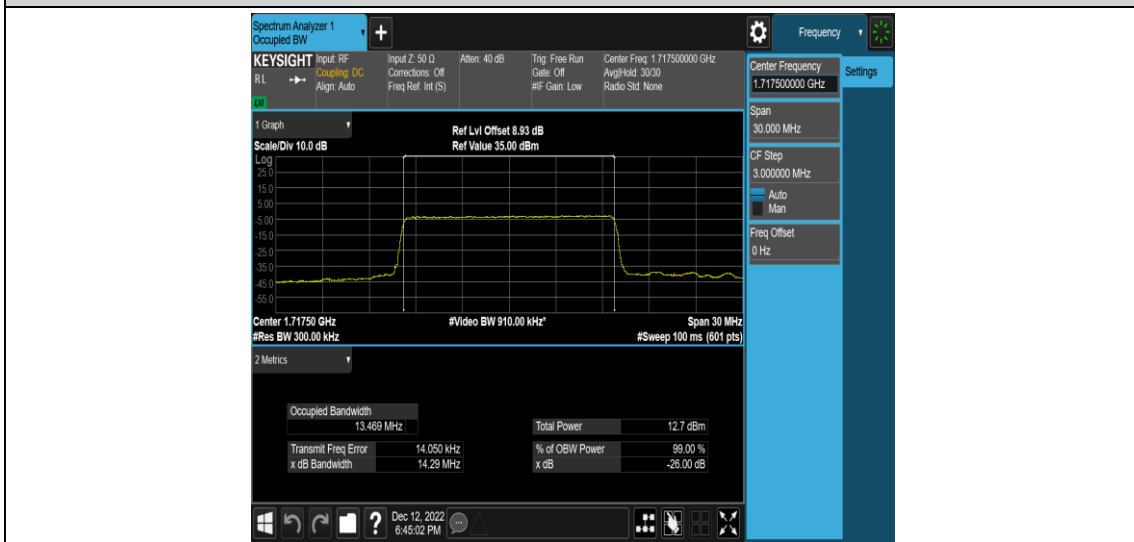 Spectrum Analyzer 1
Occupied BW
+
Frequency
KEYSIGHT
RL
Input: RF
Coupling: DC
Align: Auto
Input Z: 50 Ω
Corrections: Off
Freq Ref: Int (S)
Atten: 40 dB
Trig: Free Run
Gate: Off
#IF Gain: Low
Center Freq: 1.717500000 GHz
Avg|Hold: 30/30
Radio Std: None
Center Frequency
1.717500000 GHz
Settings
Span
30.000 MHz
CF Step
3.000000 MHz
Auto
Man
Freq Offset
0 Hz
1 Graph
Scale/Div 10.0 dB
Ref Lvl Offset 8.93 dB
Ref Value 35.00 dBm
Log
25.0
15.0
5.00
-5.00
-15.0
-25.0
-35.0
-45.0
-55.0
Center 1.71750 GHz
#Video BW 910.00 kHz*
Span 30 MHz
#Res BW 300.00 kHz
#Sweep 100 ms (601 pts)
2 Metrics
Occupied Bandwidth
13.469 MHz
Total Power 12.7 dBm
Transmit Freq Error 14.050 kHz
% of OBW Power 99.00 %
x dB Bandwidth 14.29 MHz
x dB -26.00 dB
?
Dec 12, 2022
6:45:02 PM